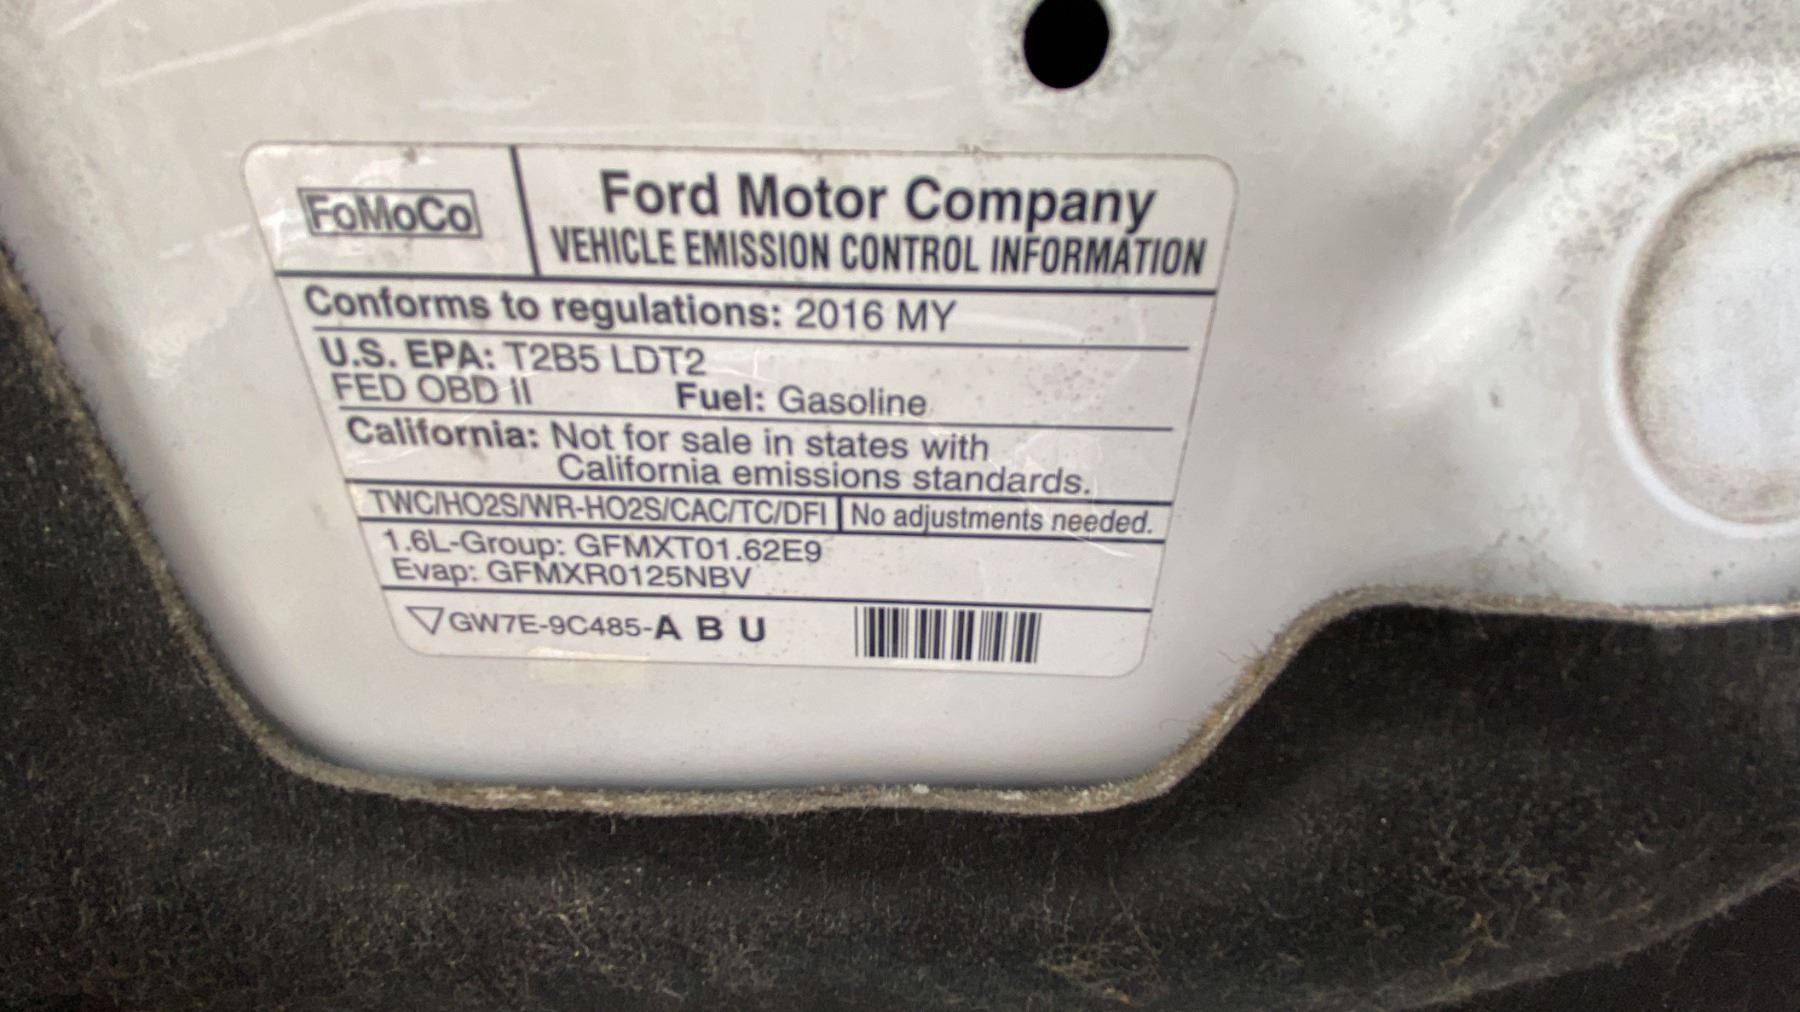 FoMoCo
Ford Motor Company
VEHICLE EMISSION CONTROL INFORMATION
Conforms to regulations: 2016 MY
U.S. EPA: T2B5 LDT2
FED OBD II Fuel: Gasoline
California: Not for sale in states with
California emissions standards.
TWC/HO2S/WR-HO2S/CAC/TC/DFI No adjustments needed.
1.6L-Group: GFMXT01.62E9
Evap: GFMXR0125NBV
GW7E-9C485-A B U